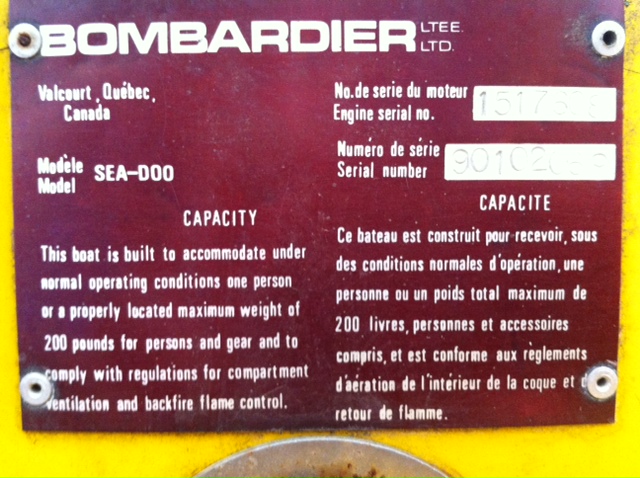 BOMBARDIER LTEE.
LTD.
Valcourt, Québec,
Canada
No. de serie du moteur
Engine serial no.
Numéro de série
Serial number
Modèle
Model SEA-DOO
CAPACITY
This boat is built to accommodate under
normal operating conditions one person
or a properly located maximum weight of
200 pounds for persons and gear and to
comply with regulations for compartment
ventilation and backfire flame control.
CAPACITE
Ce bateau est construit pour recevoir, sous
des conditions normales d'opération, une
personne ou un poids total maximum de
200 livres, personnes et accessoires
compris, et est conforme aux règlements
d'aération de l'intérieur de la coque et
retour de flamme.